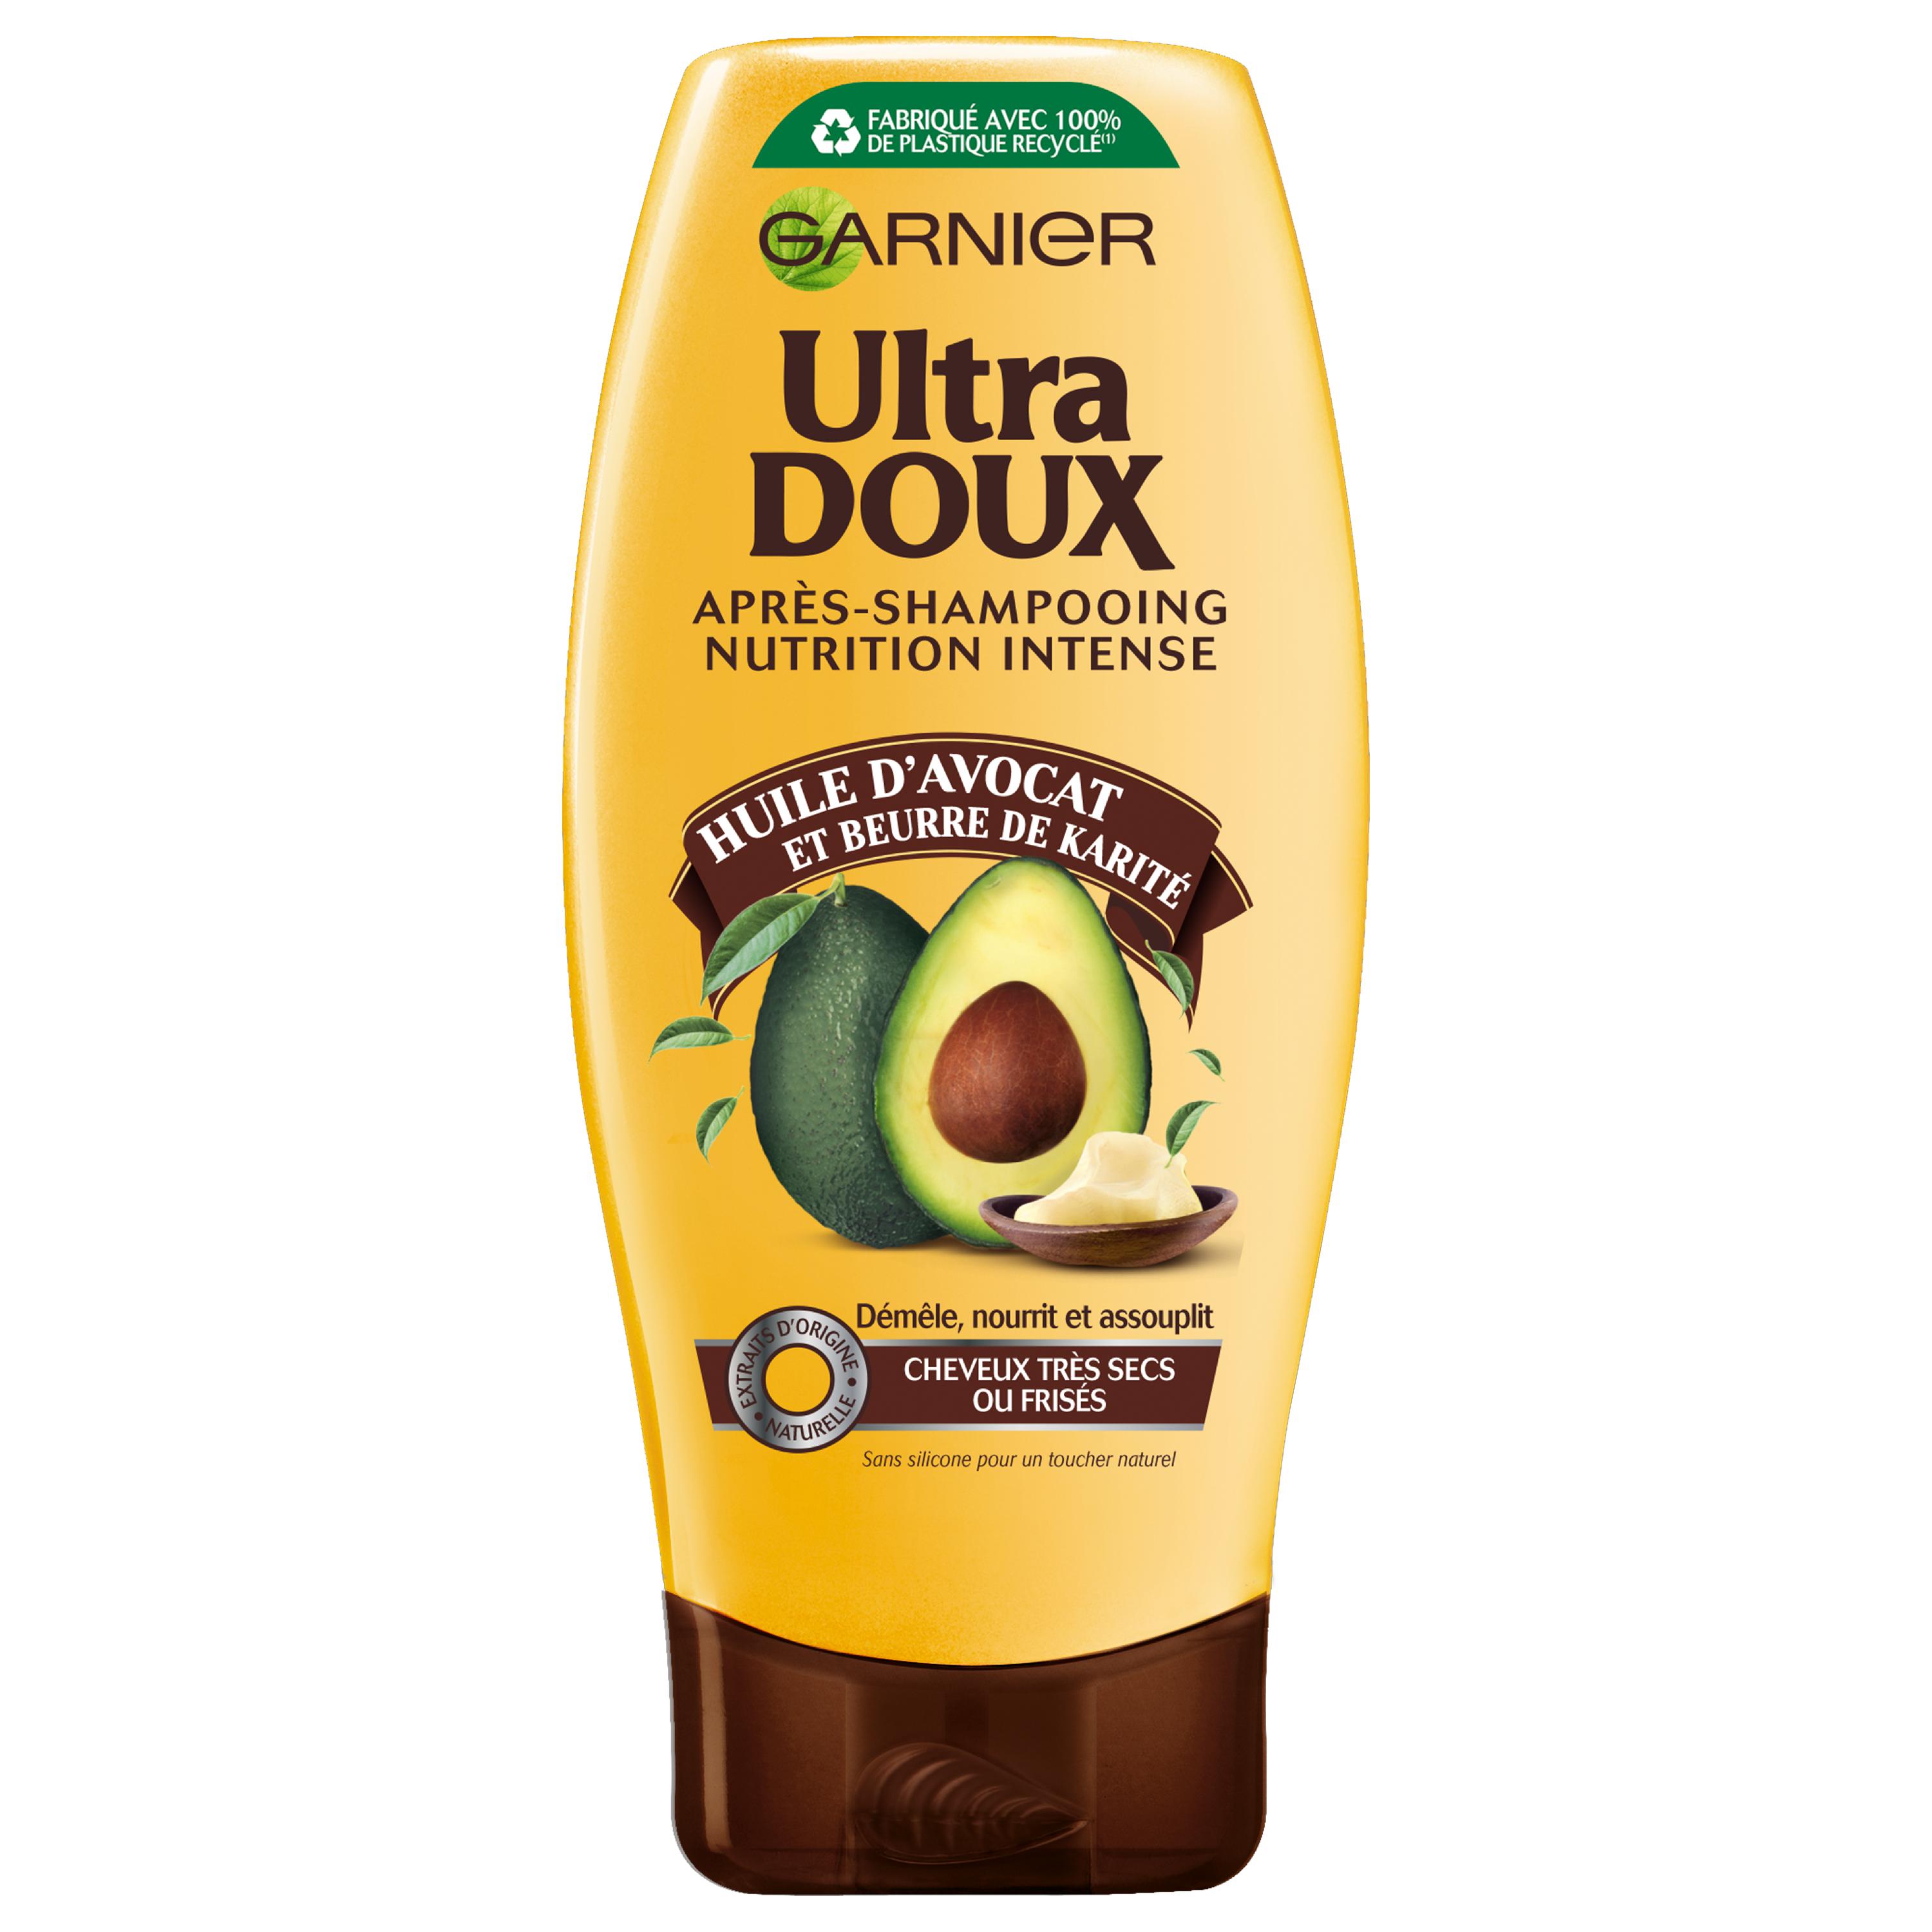 FABRIQUÉ AVEC 100%
DE PLASTIQUE RECYCLÉ(1)
GARNIER
Ultra
DOUX
APRÈS-SHAMPOOING
NUTRITION INTENSE
HUILE D'AVOCAT
ET BEURRE DE KARITÉ
Démêle, nourrit et assouplit
EXTRAITS D'ORIGINE
NATURELLE
CHEVEUX TRÈS SECS
OU FRISÉS
Sans silicone pour un toucher naturel